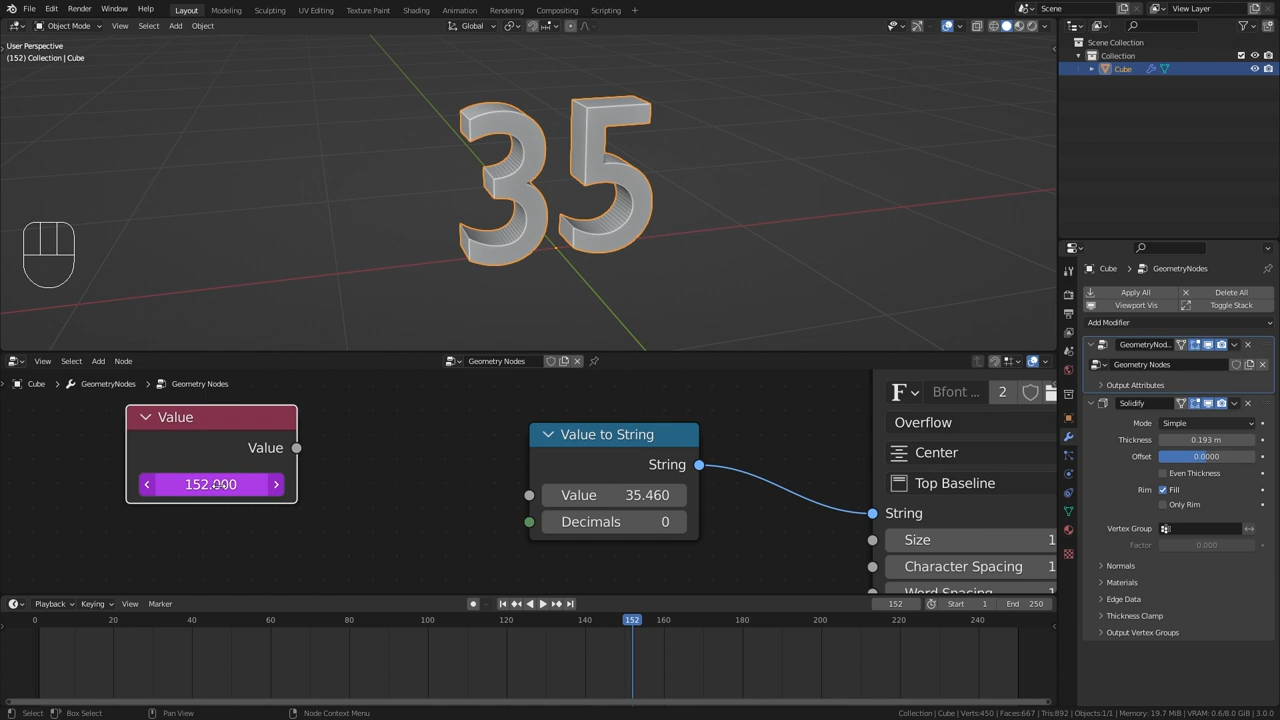 File Edit Render Window Help
Layout Modeling Sculpting UV Editing Texture Paint Shading Animation Rendering Compositing Scripting +
Scene
View Layer
Object Mode View Select Add Object
Global
User Perspective
(152) Collection | Cube
35
Scene Collection
Collection
Cube
Cube > GeometryNodes
Apply All Delete All
Viewport Vis Toggle Stack
Add Modifier
GeometryNod..
Geometry Nodes
Output Attributes
Solidify
Mode Simple
Thickness 0.193 m
Offset 0.0000
Even Thickness
Rim Fill
Only Rim
Vertex Group
Factor 0.000
Normals
Materials
Edge Data
Thickness Clamp
Output Vertex Groups
View Select Add Node
Geometry Nodes
Cube > GeometryNodes > Geometry Nodes
Value
Value
152.000
Value to String
String
Value 35.460
Decimals 0
F Bfont 2
Overflow
Center
Top Baseline
String
Size 1
Character Spacing 1
Playback Keying View Marker
152 Start 1 End 250
0 20 40 60 80 100 120 140 152 160 180 200 220 240
Select Box Select Pan View Node Context Menu
Collection | Cube | Verts:450 | Faces:667 | Tris:892 | Objects:1/1 | Memory: 19.7 MiB | VRAM: 0.6/8.0 GiB | 3.0.0